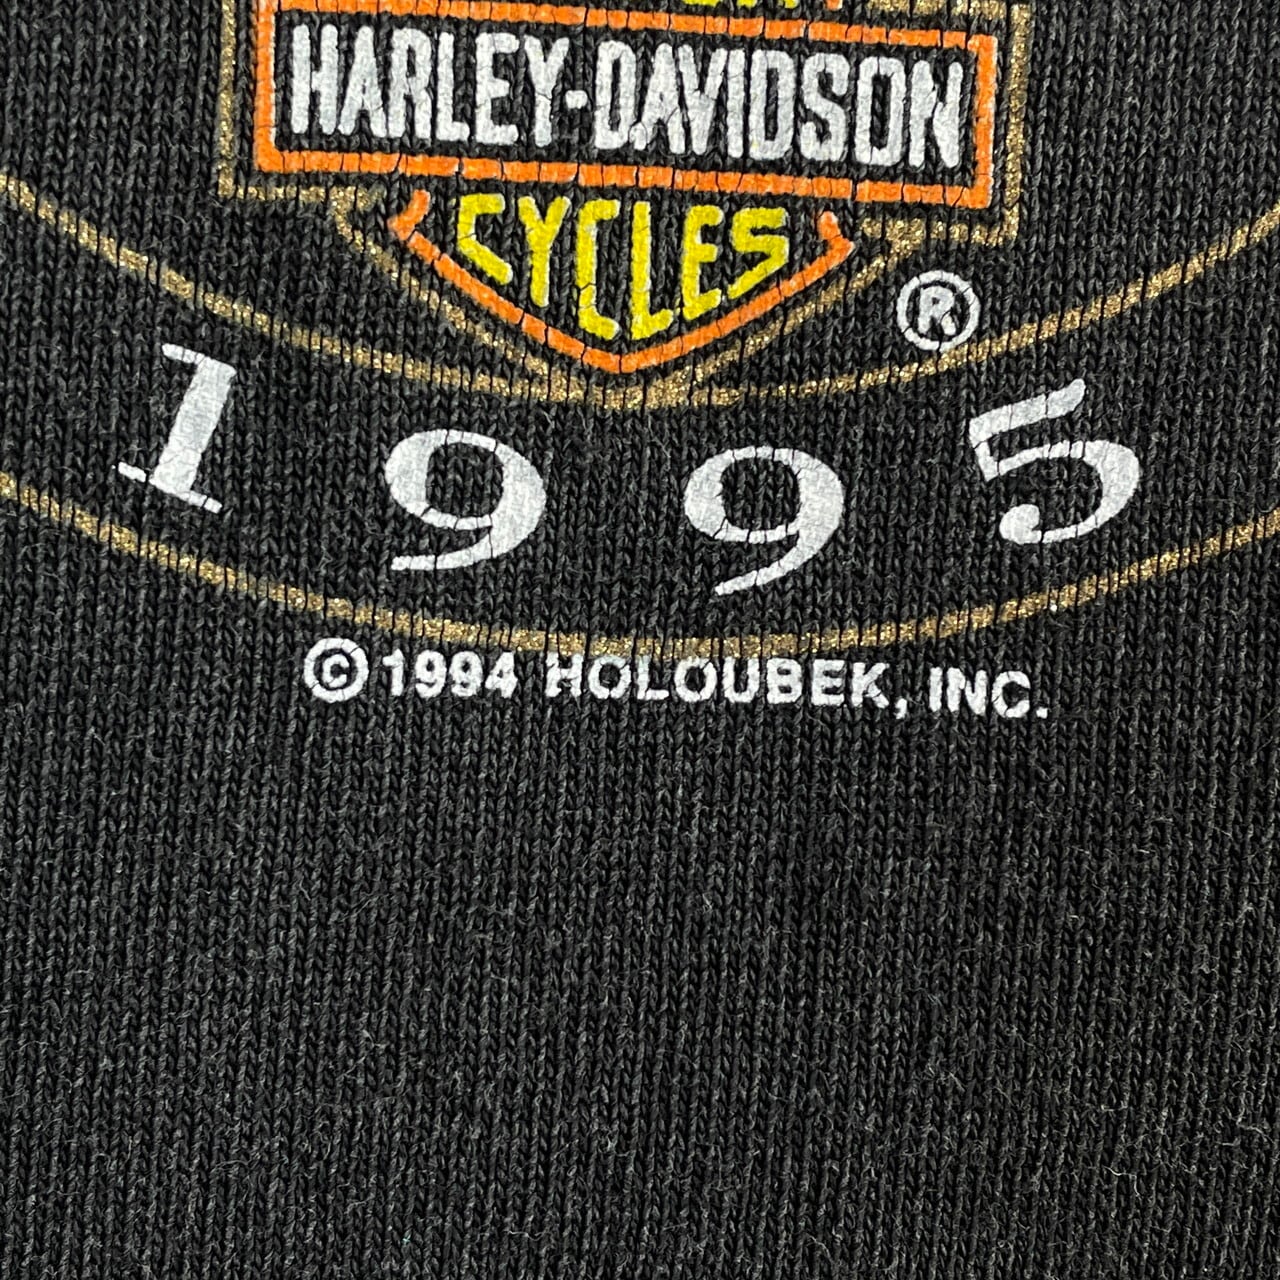 HARLEY-DAVIDSON
CYCLES
®
1995
© 1994 HOLOUBEK, INC.